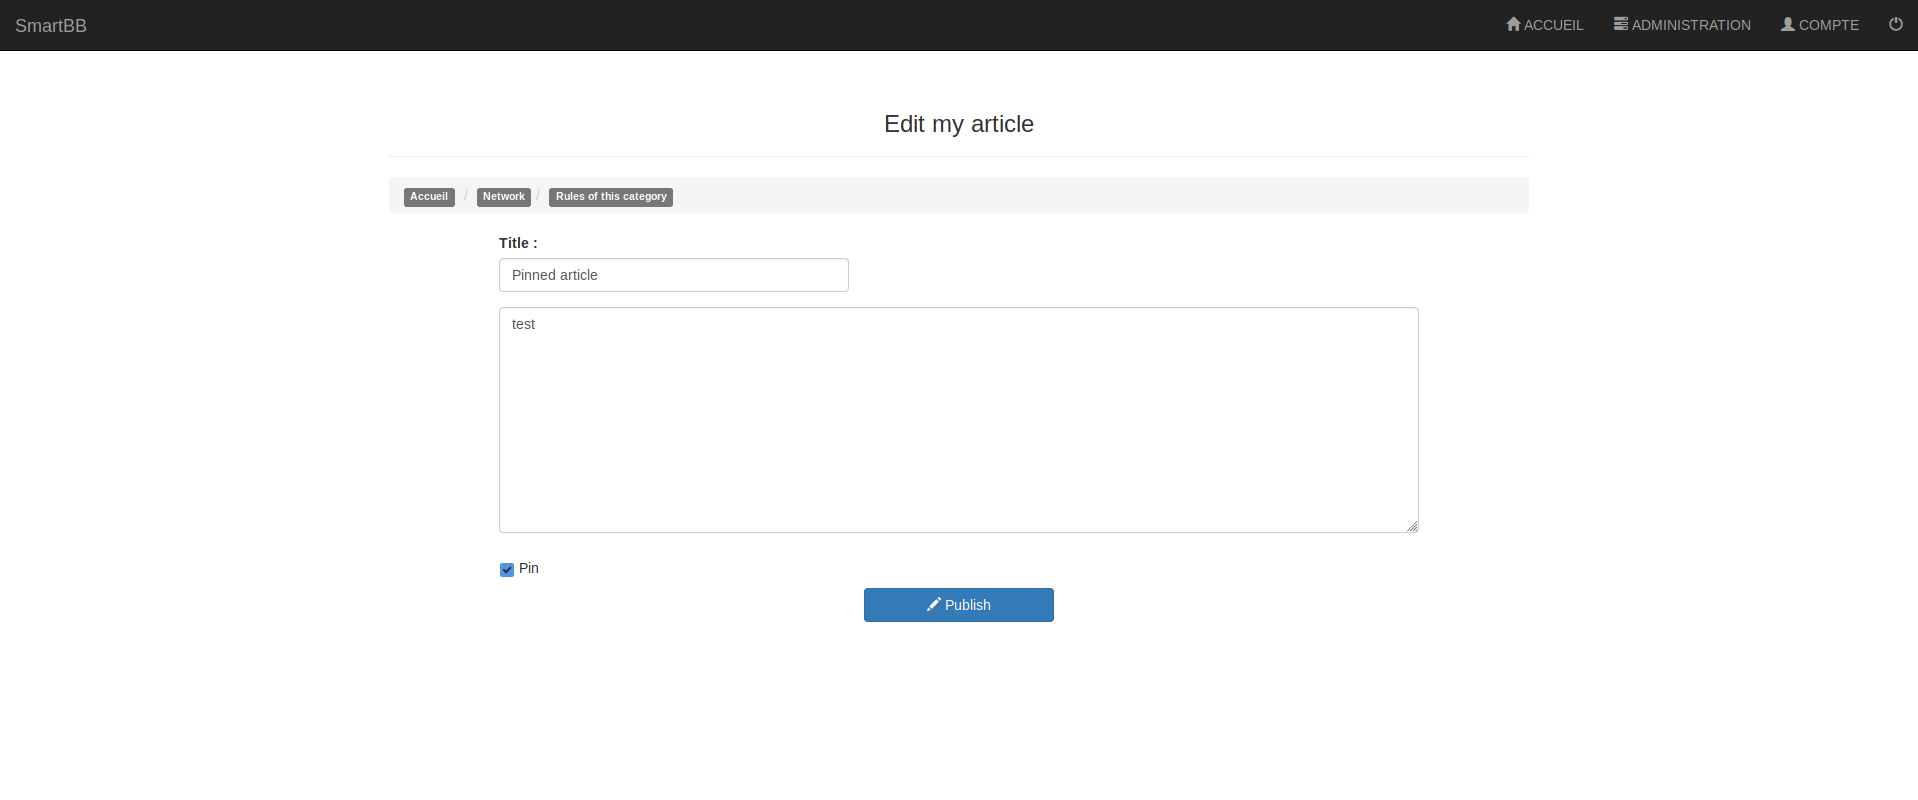 SmartBB ACCUEIL ADMINISTRATION COMPTE
Edit my article
Accueil / Network / Rules of this category
Title :
Pinned article
test
Pin
Publish